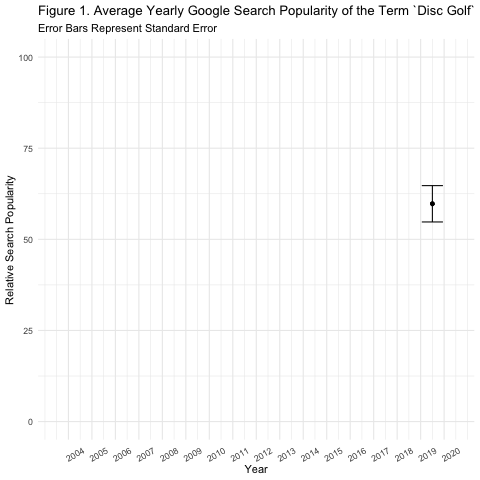 Figure 1. Average Yearly Google Search Popularity of the Term `Disc Golf`
Error Bars Represent Standard Error
100
75
50
25
0
Relative Search Popularity
2004 2005 2006 2007 2008 2009 2010 2011 2012 2013 2014 2015 2016 2017 2018 2019 2020
Year